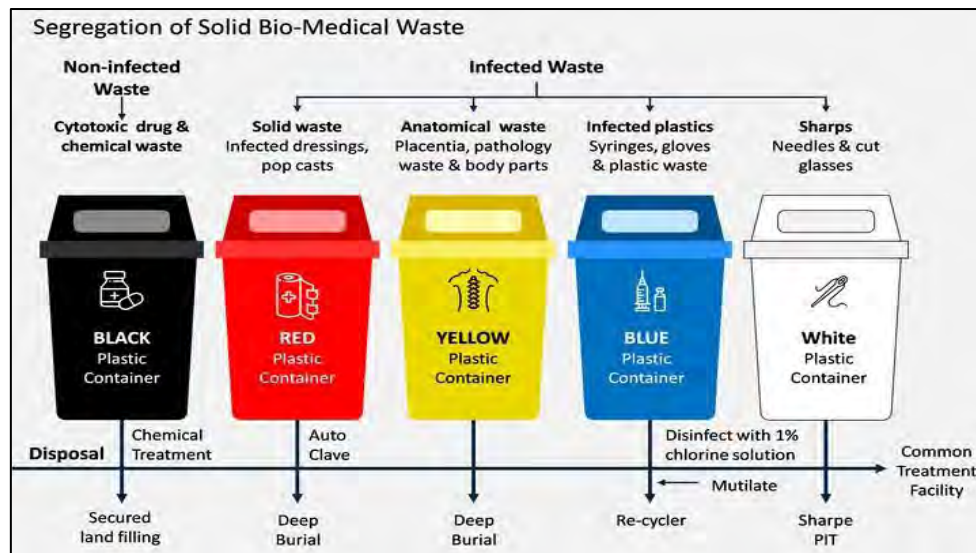 Segregation of Solid Bio-Medical Waste
Non-infected
Waste
Infected Waste
Cytotoxic drug &
chemical waste
Solid waste
Infected dressings,
pop casts
Anatomical waste
Placentia, pathology
waste & body parts
Infected plastics
Syringes, gloves
& plastic waste
Sharps
Needles & cut
glasses
BLACK
Plastic
Container
RED
Plastic
Container
YELLOW
Plastic
Container
BLUE
Plastic
Container
White
Plastic
Container
Disposal
Chemical
Treatment
Auto
Clave
Disinfect with 1%
chlorine solution
Mutilate
Common
Treatment
Facility
Secured
land filling
Deep
Burial
Deep
Burial
Re-cycler
Sharpe
PIT